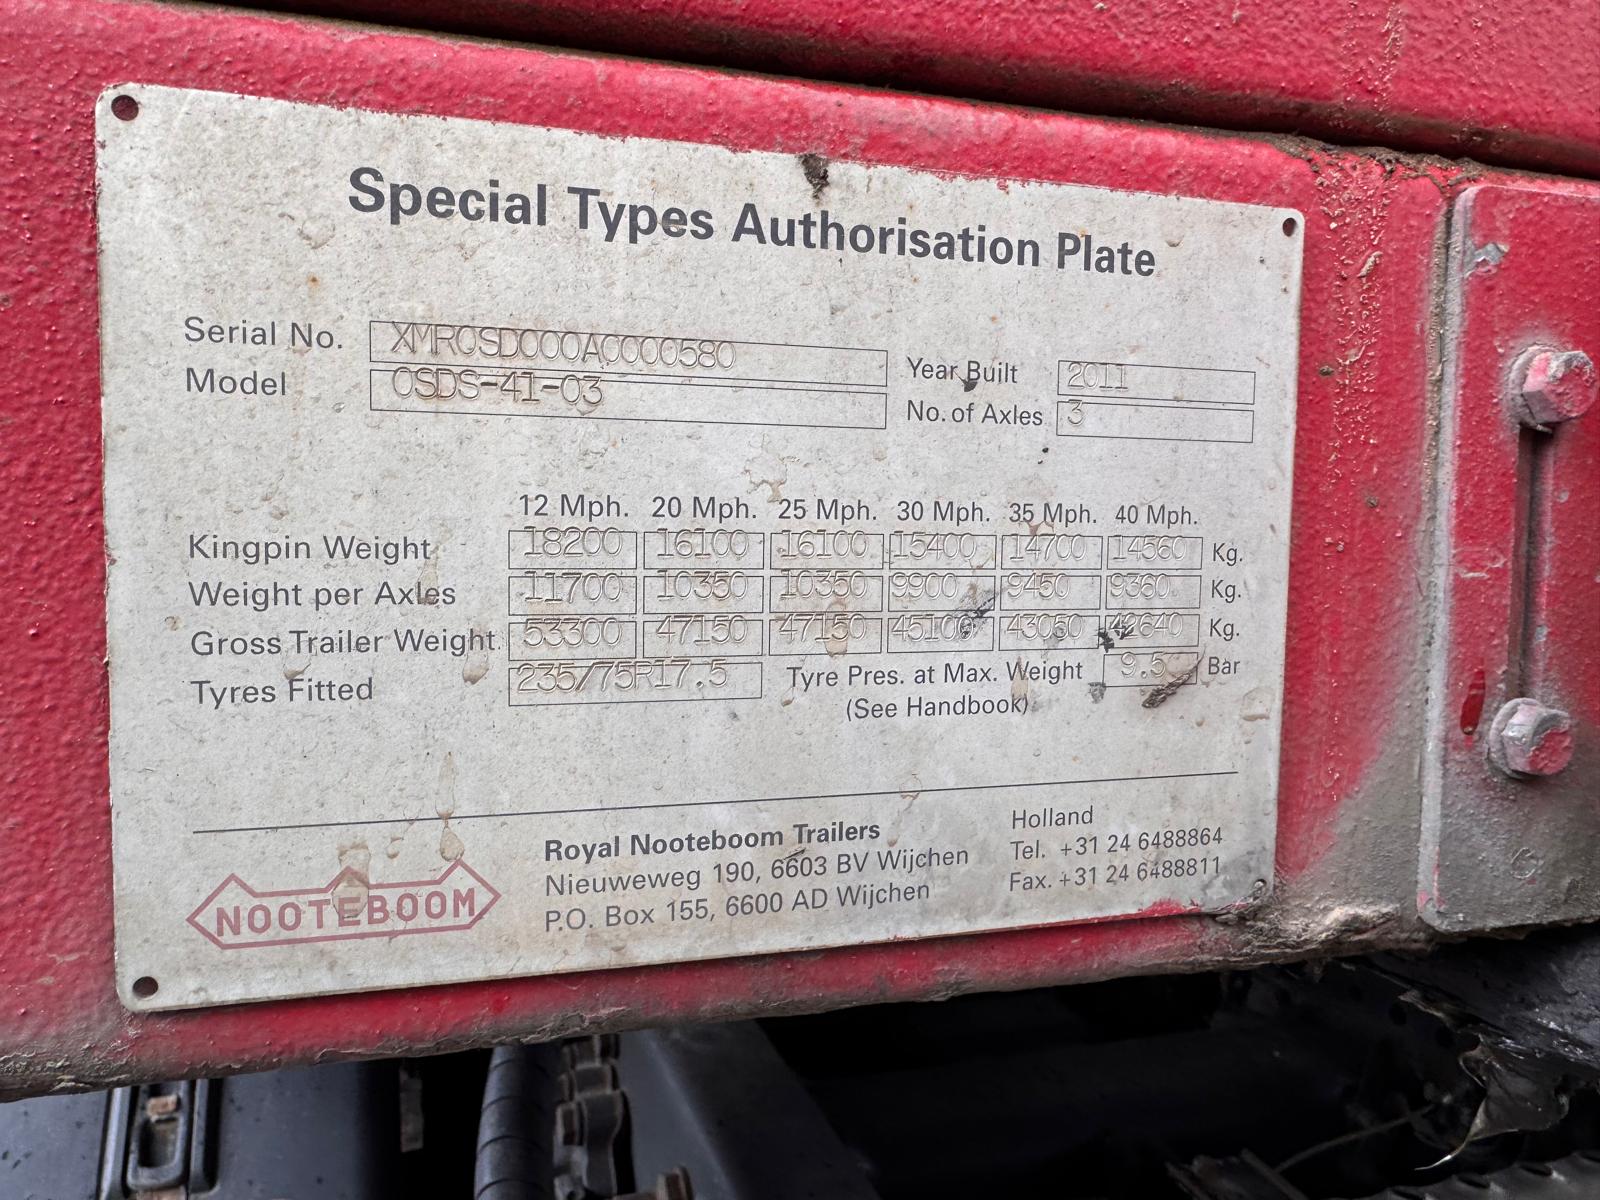 Special Types Authorisation Plate
Serial No. XMROSD000A0000580
Model OSDS-41-03
Year Built 2011
No. of Axles 3
12 Mph. 20 Mph. 25 Mph. 30 Mph. 35 Mph. 40 Mph.
Kingpin Weight 18200 16100 16100 15400 14700 14560 Kg.
Weight per Axles 11700 10350 10350 9900 9450 9360 Kg.
Gross Trailer Weight 53300 47150 47150 45100 43050 42640 Kg.
Tyres Fitted 235/75R17.5 Tyre Pres. at Max. Weight 9.5 Bar
(See Handbook)
NOOTEBOOM
Royal Nooteboom Trailers
Nieuweweg 190, 6603 BV Wijchen
P.O. Box 155, 6600 AD Wijchen
Holland
Tel. +31 24 6488864
Fax. +31 24 6488811